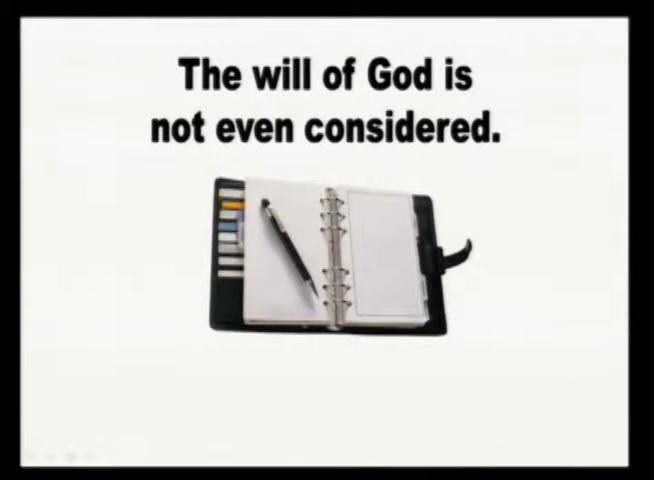 The will of God is
not even considered.